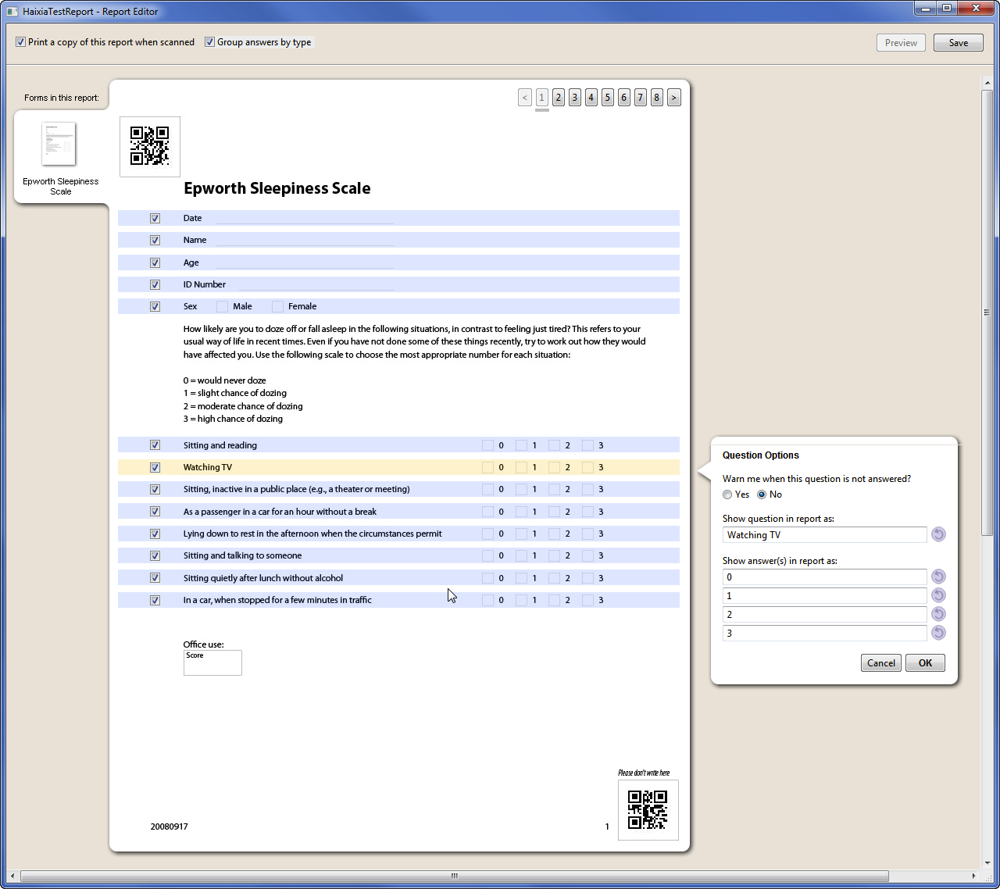 HaixiaTestReport - Report Editor
Print a copy of this report when scanned
Group answers by type
Preview
Save
Forms in this report:
< 1 2 3 4 5 6 7 8 >
Epworth Sleepiness
Scale
Epworth Sleepiness Scale
Date
Name
Age
ID Number
Sex Male Female
How likely are you to doze off or fall asleep in the following situations, in contrast to feeling just tired? This refers to your
usual way of life in recent times. Even if you have not done some of these things recently, try to work out how they would
have affected you. Use the following scale to choose the most appropriate number for each situation:
0 = would never doze
1 = slight chance of dozing
2 = moderate chance of dozing
3 = high chance of dozing
Sitting and reading 0 1 2 3
Watching TV 0 1 2 3
Sitting, inactive in a public place (e.g., a theater or meeting) 0 1 2 3
As a passenger in a car for an hour without a break 0 1 2 3
Lying down to rest in the afternoon when the circumstances permit 0 1 2 3
Sitting and talking to someone 0 1 2 3
Sitting quietly after lunch without alcohol 0 1 2 3
In a car, when stopped for a few minutes in traffic 0 1 2 3
Office use:
Score
Please don't write here
20080917
1
Question Options
Warn me when this question is not answered?
Yes No
Show question in report as:
Watching TV
Show answer(s) in report as:
0
1
2
3
Cancel
OK